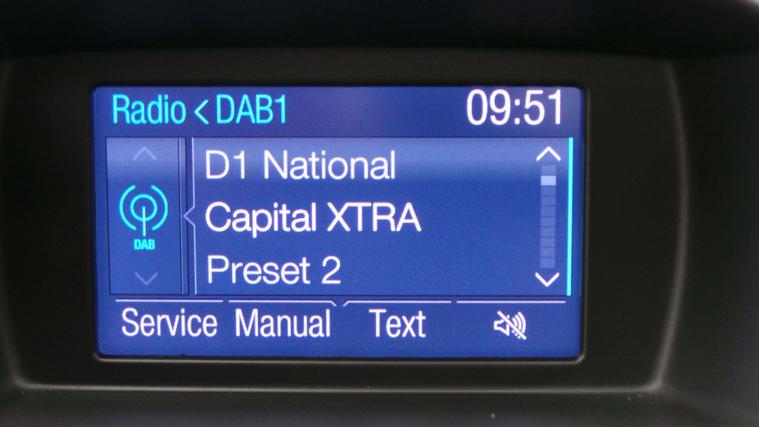 Radio < DAB1 09:51
D1 National
DAB
Capital XTRA
Preset 2
Service Manual Text